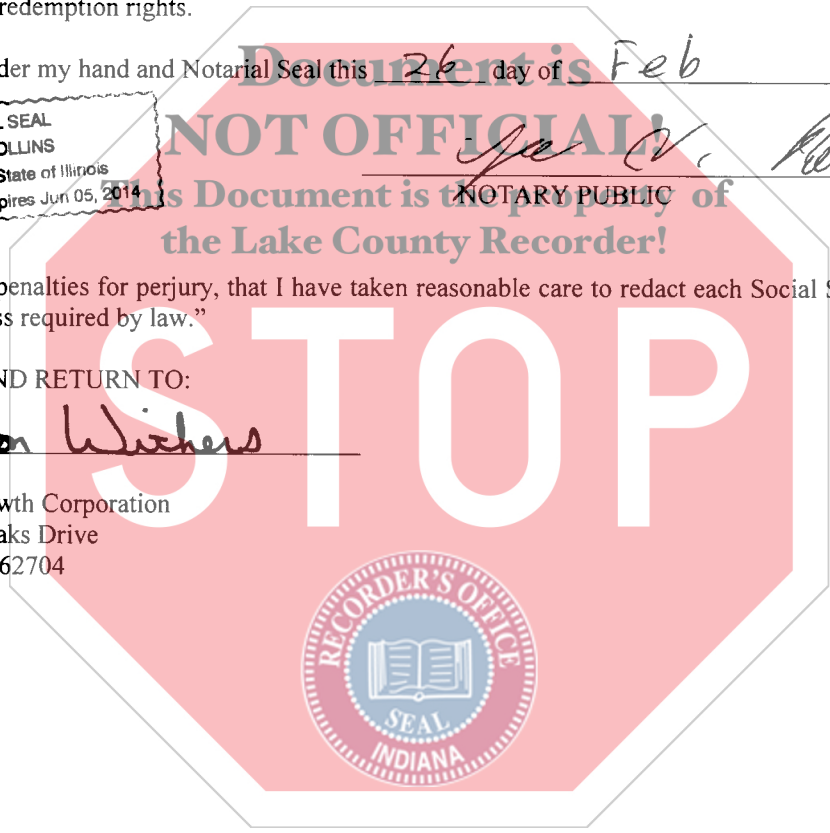 redemption rights.
der my hand and Notarial Seal this 26 day of Feb
Document is
NOT OFFICIAL!
This Document is the property of
the Lake County Recorder!
SEAL
OLLINS
State of Illinois
pires Jun 05, 2014
NOTARY PUBLIC
penalties for perjury, that I have taken reasonable care to redact each Social S
ss required by law.”
STOP
ND RETURN TO:
on Withers
wth Corporation
aks Drive
62704
RECORDER'S OFFICE
SEAL
INDIANA